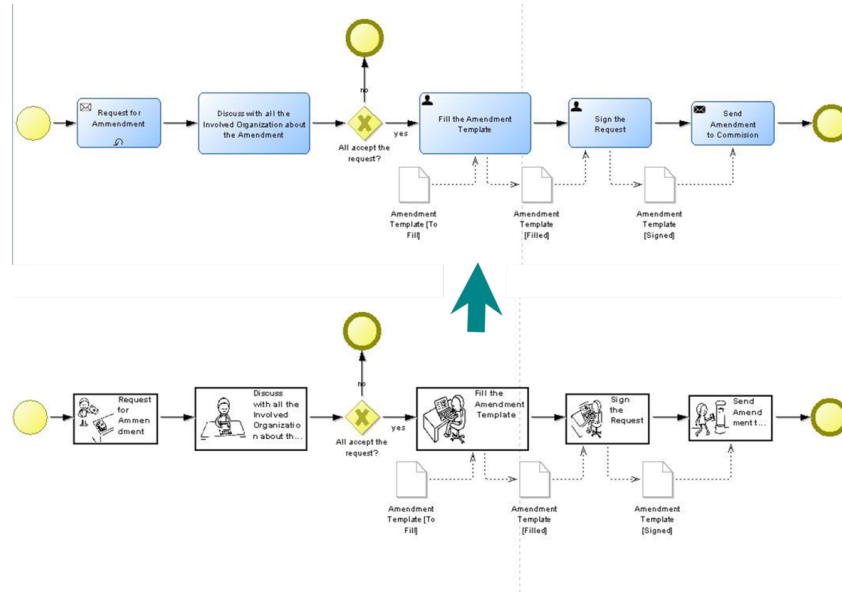 no
Request for
Ammendment
Discuss with all the
Involved Organization about
the Amendment
yes
Fill the Amendment
Template
Sign the
Request
Send
Amendment
to Commision
All accept the
request?
Amendment
Template [To
Fill]
Amendment
Template
[Filled]
Amendment
Template
[Signed]
no
Request
for
Ammen
dment
Discuss
with all the
Involved
Organizatio
n about th...
yes
Fill the
Amendment
Template
Sign
the
Request
Send
Amend
ment t...
All accept the
request?
Amendment
Template [To
Fill]
Amendment
Template
[Filled]
Amendment
Template
[Signed]